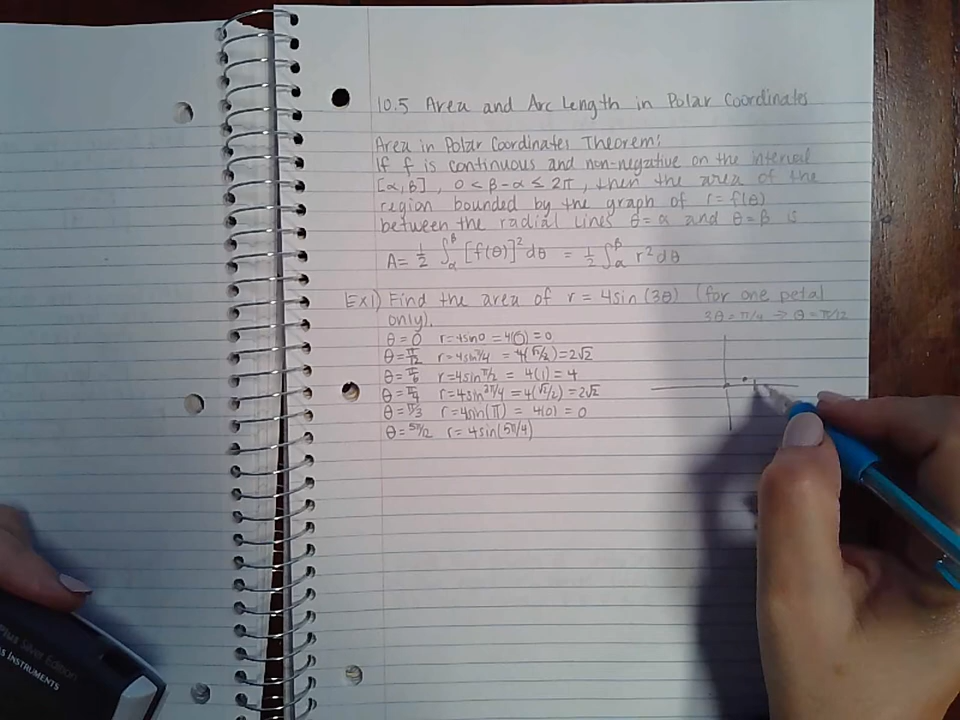 10.5 Area and Arc Length in Polar Coordinates
Area in Polar Coordinates Theorem:
If f is continuous and non-negative on the interval
[α,β], 0 < β-α ≤ 2π, then the area of the
region bounded by the graph of r = f(θ)
between the radial lines θ=α and θ=β is
A= 1/2 ∫_α^β [f(θ)]² dθ = 1/2 ∫_α^β r² dθ
Ex1) Find the area of r = 4sin(3θ) (for one petal
only).
3θ = π/4 ⇒ θ = π/12
θ = 0 r=4sin0 = 4(0) = 0
θ = π/12 r=4sinπ/4 = 4(√2/2) = 2√2
θ = π/6 r=4sinπ/2 = 4(1) = 4
θ = π/4 r=4sin3π/4 = 4(√2/2) = 2√2
θ = π/3 r=4sin(π) = 4(0) = 0
θ = 5π/12 r= 4sin(5π/4)
Plus Silver Edition
INSTRUMENTS